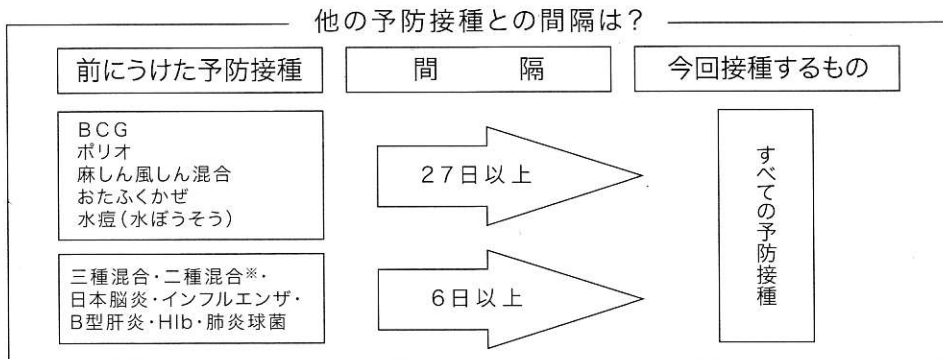 他の予防接種との間隔は？
前にうけた予防接種
間　　隔
今回接種するもの
BCG
ポリオ
麻しん風しん混合
おたふくかぜ
水痘(水ぼうそう)
27日以上
すべての予防接種
三種混合・二種混合※・
日本脳炎・インフルエンザ・
B型肝炎・HIb・肺炎球菌
6日以上